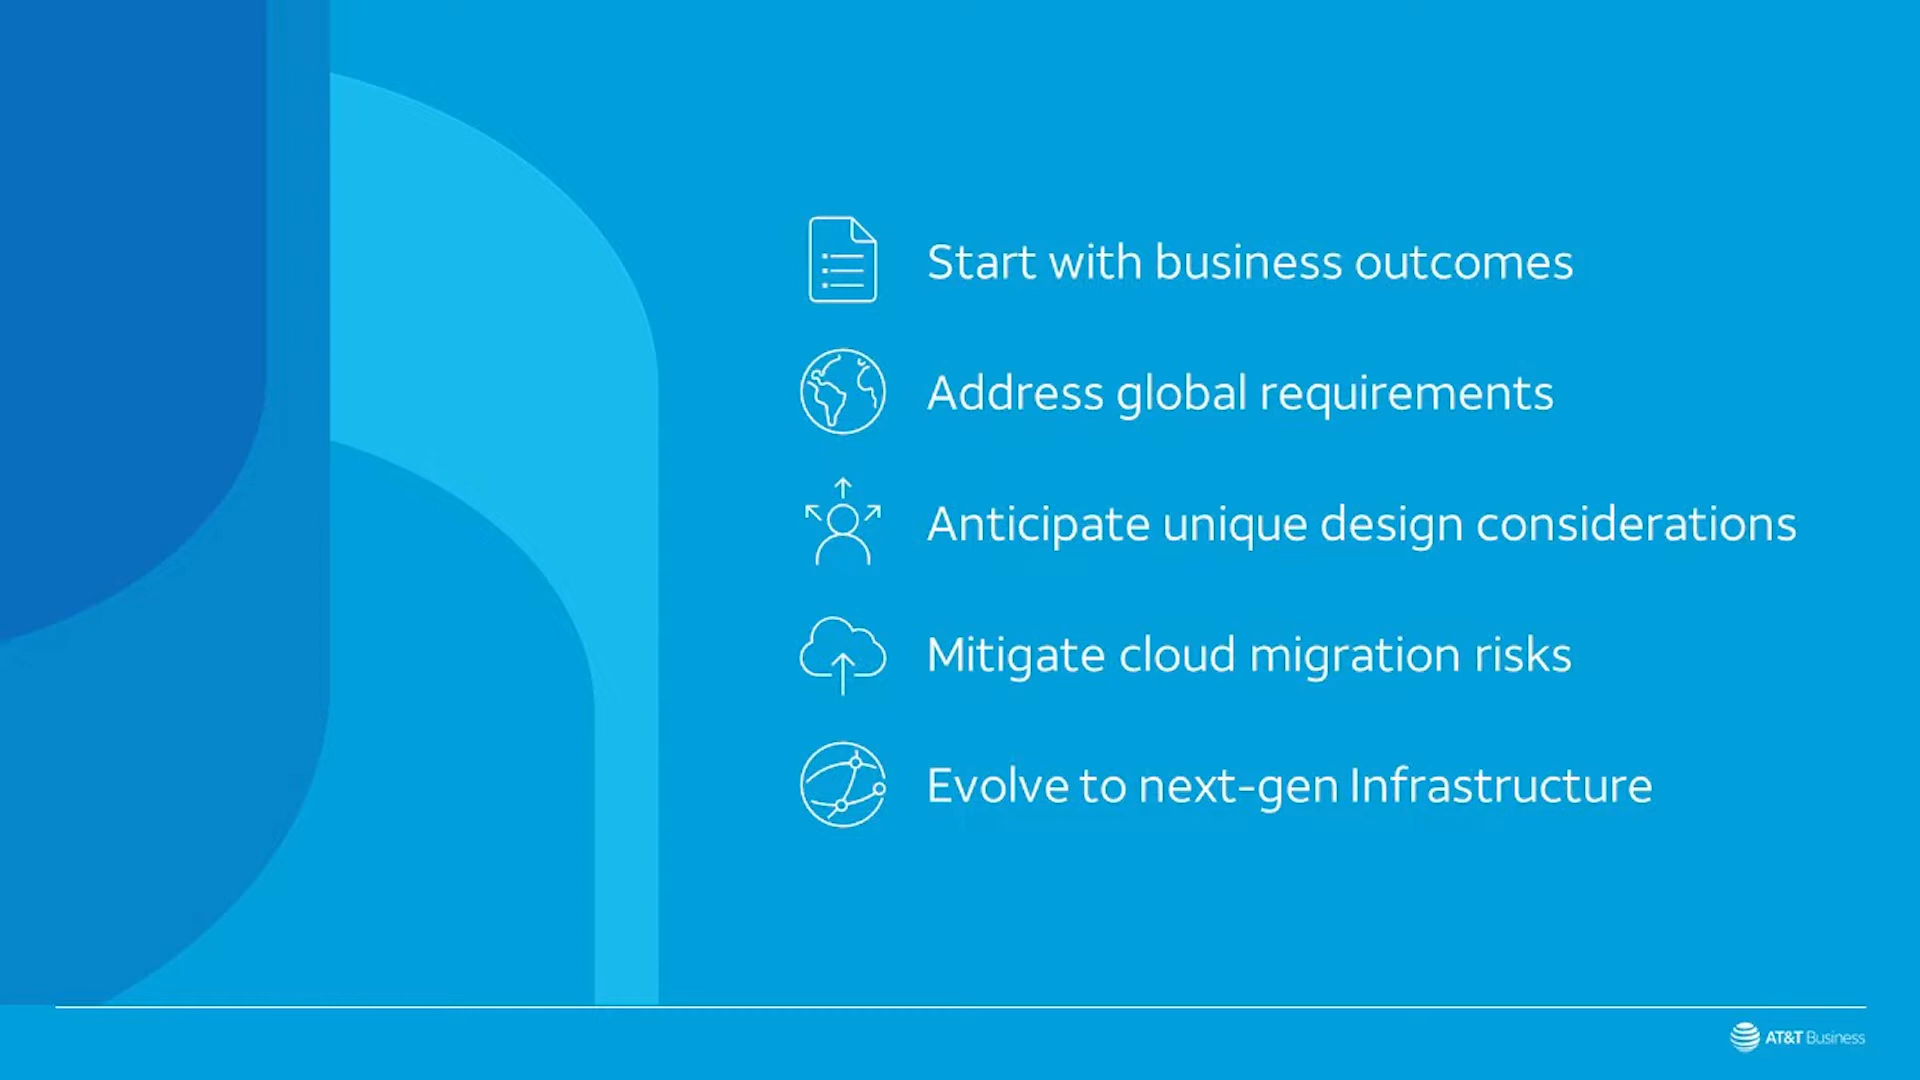 Start with business outcomes
Address global requirements
Anticipate unique design considerations
Mitigate cloud migration risks
Evolve to next-gen Infrastructure
AT&T Business